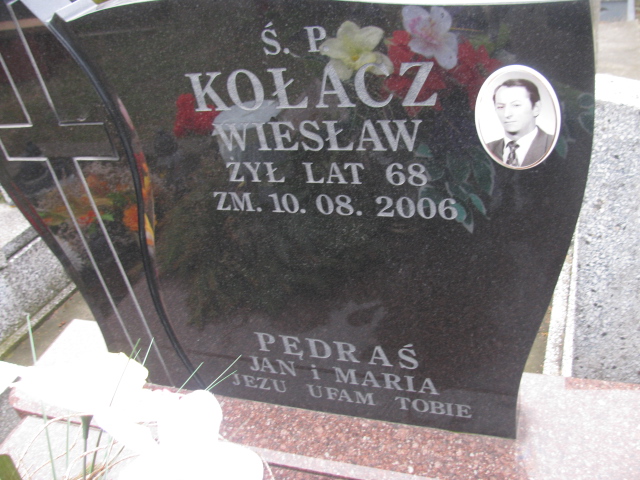 Ś. P.
KOŁACZ
WIESŁAW
ŻYŁ LAT 68
ZM. 10. 08. 2006
PĘDRAŚ
JAN i MARIA
JEZU UFAM TOBIE